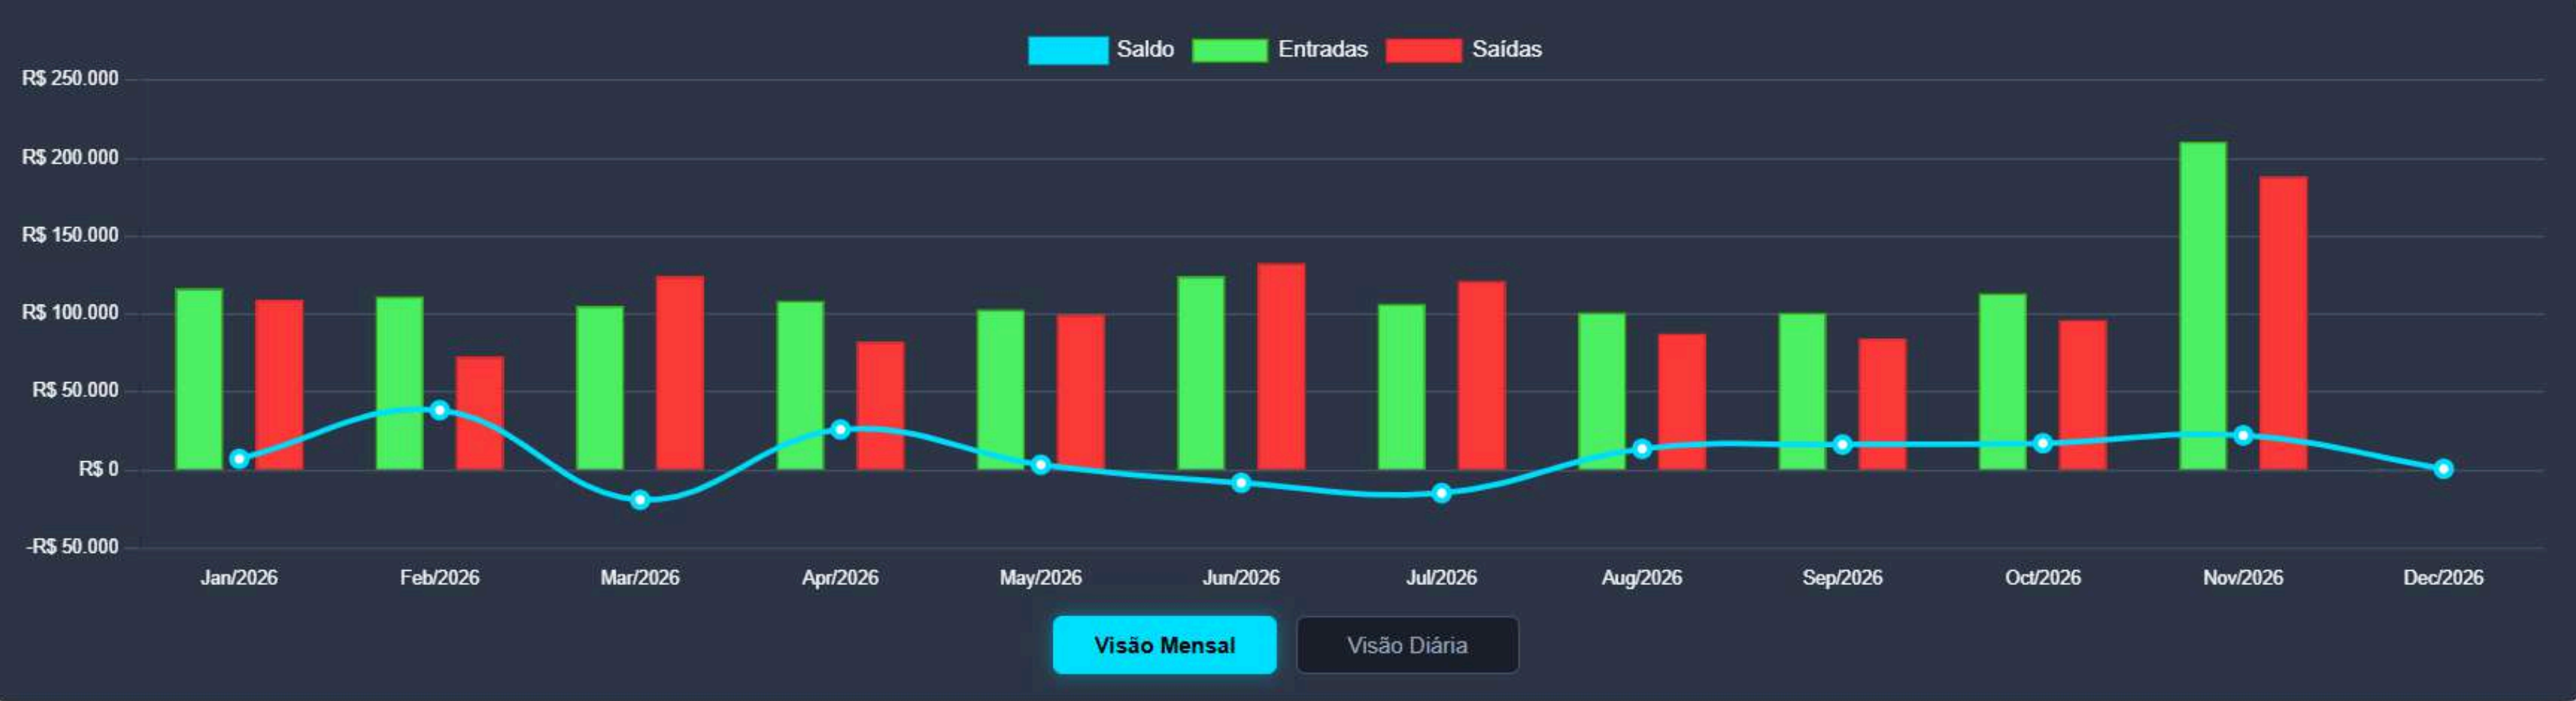 Saldo Entradas Saídas
R$ 250.000
R$ 200.000
R$ 150.000
R$ 100.000
R$ 50.000
R$ 0
-R$ 50.000
Jan/2026 Feb/2026 Mar/2026 Apr/2026 May/2026 Jun/2026 Jul/2026 Aug/2026 Sep/2026 Oct/2026 Nov/2026 Dec/2026
Visão Mensal Visão Diária